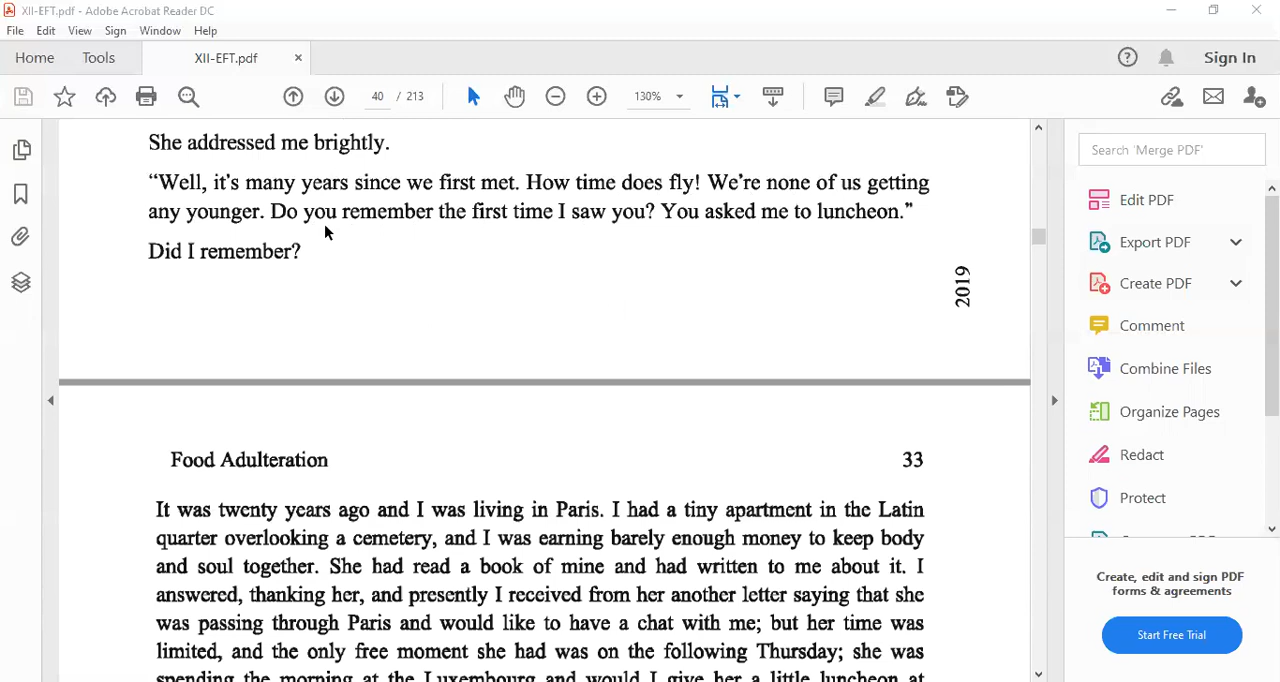 XII-EFT.pdf - Adobe Acrobat Reader DC
File Edit View Sign Window Help
Home Tools XII-EFT.pdf × Sign In
40 / 213 130%
She addressed me brightly.
“Well, it's many years since we first met. How time does fly! We're none of us getting
any younger. Do you remember the first time I saw you? You asked me to luncheon.”
Did I remember?
2019
Food Adulteration 33
It was twenty years ago and I was living in Paris. I had a tiny apartment in the Latin
quarter overlooking a cemetery, and I was earning barely enough money to keep body
and soul together. She had read a book of mine and had written to me about it. I
answered, thanking her, and presently I received from her another letter saying that she
was passing through Paris and would like to have a chat with me; but her time was
limited, and the only free moment she had was on the following Thursday; she was
spending the morning at the Luxembourg and would I give her a little luncheon at
Search 'Merge PDF'
Edit PDF
Export PDF
Create PDF
Comment
Combine Files
Organize Pages
Redact
Protect
Create, edit and sign PDF
forms & agreements
Start Free Trial